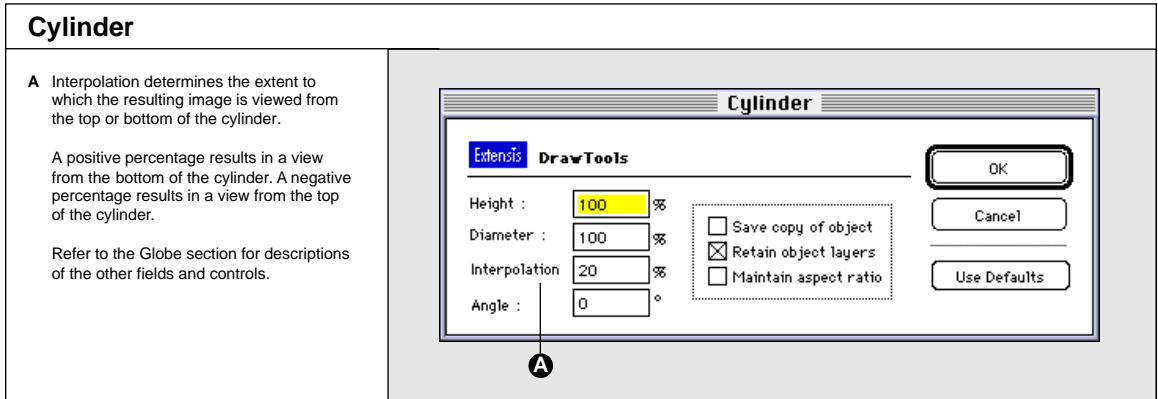 Cylinder
A Interpolation determines the extent to
which the resulting image is viewed from
the top or bottom of the cylinder.
A positive percentage results in a view
from the bottom of the cylinder. A negative
percentage results in a view from the top
of the cylinder.
Refer to the Globe section for descriptions
of the other fields and controls.
Cylinder
Extensis DrawTools
Height : 100 %
Diameter : 100 %
Interpolation 20 %
Angle : 0 °
Save copy of object
Retain object layers
Maintain aspect ratio
OK
Cancel
Use Defaults
A